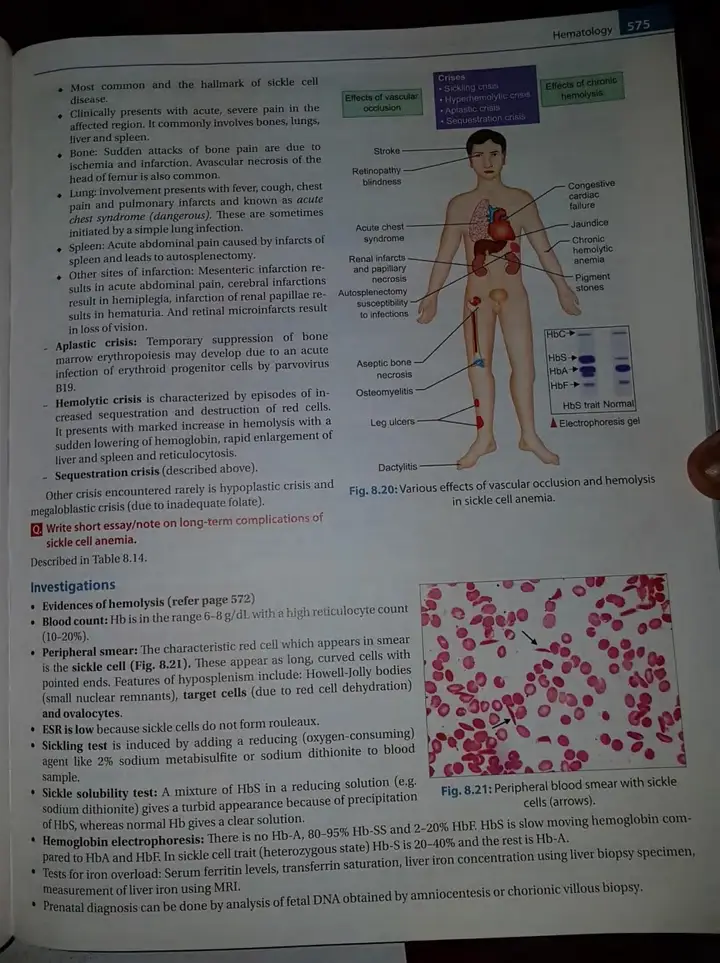 Hematology 575
• Most common and the hallmark of sickle cell
disease.
• Clinically presents with acute, severe pain in the
affected region. It commonly involves bones, lungs,
liver and spleen.
• Bone: Sudden attacks of bone pain are due to
ischemia and infarction. Avascular necrosis of the
head of femur is also common.
• Lung: Involvement presents with fever, cough, chest
pain and pulmonary infarcts and known as acute
chest syndrome (dangerous). These are sometimes
initiated by a simple lung infection.
• Spleen: Acute abdominal pain caused by infarcts of
spleen and leads to autosplenectomy.
• Other sites of infarction: Mesenteric infarction re-
sults in acute abdominal pain, cerebral infarctions
result in hemiplegia, infarction of renal papillae re-
sults in hematuria. And retinal microinfarcts result
in loss of vision.
– Aplastic crisis: Temporary suppression of bone
marrow erythropoiesis may develop due to an acute
infection of erythroid progenitor cells by parvovirus
B19.
– Hemolytic crisis is characterized by episodes of in-
creased sequestration and destruction of red cells.
It presents with marked increase in hemolysis with a
sudden lowering of hemoglobin, rapid enlargement of
liver and spleen and reticulocytosis.
– Sequestration crisis (described above).
Other crisis encountered rarely is hypoplastic crisis and
megaloblastic crisis (due to inadequate folate).
Q. Write short essay/note on long-term complications of
sickle cell anemia.
Described in Table 8.14.
Effects of vascular
occlusion
Crises
• Sickling crisi
• Hyperhemolytic crisis
• Aplastic crisis
• Sequestration crisis
Effects of chronic
hemolysis
Stroke
Retinopathy
blindness
Acute chest
syndrome
Renal infarcts
and papillary
necrosis
Autosplenectomy
susceptibility
to infections
Aseptic bone
necrosis
Osteomyelitis
Leg ulcers
Dactylitis
Congestive
cardiac
failure
Jaundice
Chronic
hemolytic
anemia
Pigment
stones
HbC
HbS
HbA
HbF
HbS trait Normal
Electrophoresis gel
Fig. 8.20: Various effects of vascular occlusion and hemolysis
in sickle cell anemia.
Investigations
• Evidences of hemolysis (refer page 572)
• Blood count: Hb is in the range 6–8 g/dL with a high reticulocyte count
(10–20%).
• Peripheral smear: The characteristic red cell which appears in smear
is the sickle cell (Fig. 8.21). These appear as long, curved cells with
pointed ends. Features of hyposplenism include: Howell-Jolly bodies
(small nuclear remnants), target cells (due to red cell dehydration)
and ovalocytes.
• ESR is low because sickle cells do not form rouleaux.
• Sickling test is induced by adding a reducing (oxygen-consuming)
agent like 2% sodium metabisulfite or sodium dithionite to blood
sample.
• Sickle solubility test: A mixture of HbS in a reducing solution (e.g.
sodium dithionite) gives a turbid appearance because of precipitation
of HbS, whereas normal Hb gives a clear solution.
Fig. 8.21: Peripheral blood smear with sickle
cells (arrows).
• Hemoglobin electrophoresis: There is no Hb-A, 80–95% Hb-SS and 2–20% HbF. HbS is slow moving hemoglobin com-
pared to HbA and HbF. In sickle cell trait (heterozygous state) Hb-S is 20–40% and the rest is Hb-A.
• Tests for iron overload: Serum ferritin levels, transferrin saturation, liver iron concentration using liver biopsy specimen,
measurement of liver iron using MRI.
• Prenatal diagnosis can be done by analysis of fetal DNA obtained by amniocentesis or chorionic villous biopsy.